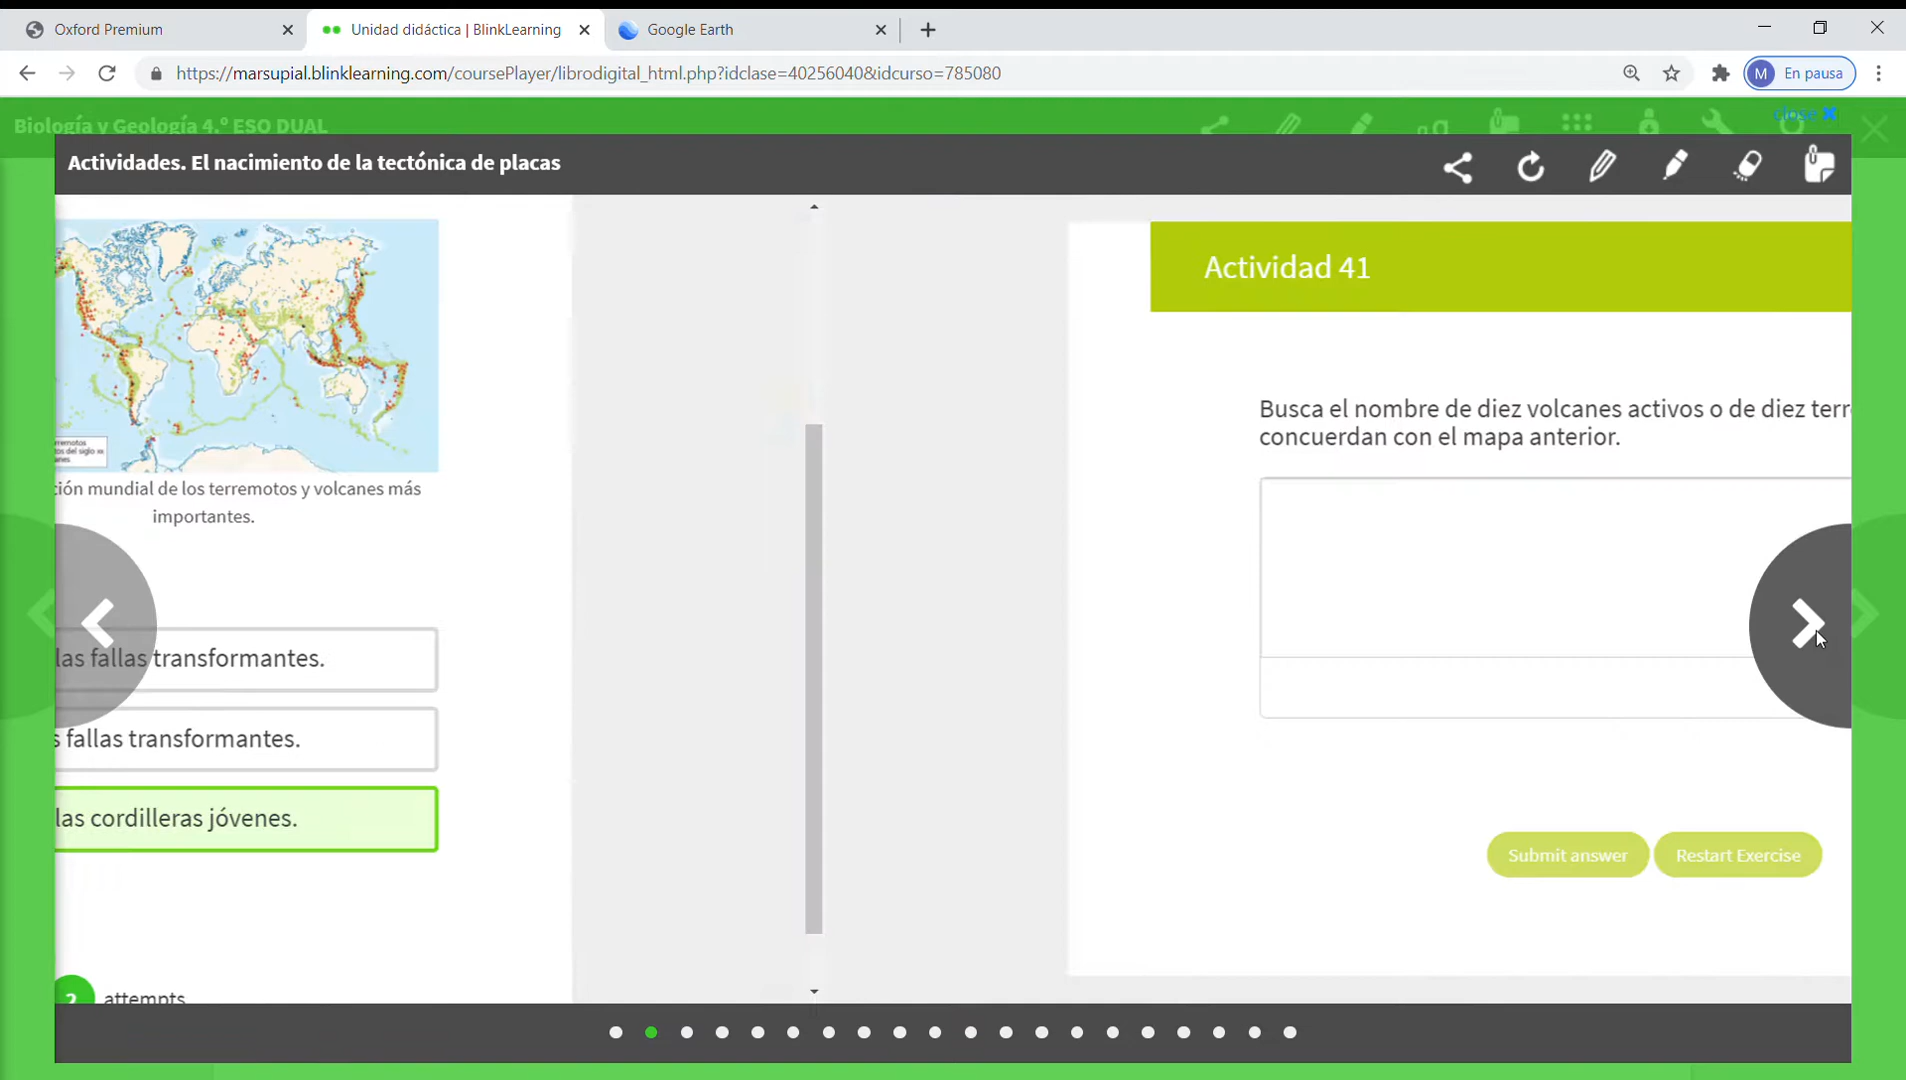 Oxford Premium
Unidad didáctica | BlinkLearning
Google Earth
https://marsupial.blinklearning.com/coursePlayer/librodigital_html.php?idclase=40256040&idcurso=785080
M
En pausa
Biología y Geología 4.º ESO DUAL
close
Actividades. El nacimiento de la tectónica de placas
ción mundial de los terremotos y volcanes más
importantes.
las fallas transformantes.
s fallas transformantes.
las cordilleras jóvenes.
2 attempts
Actividad 41
Busca el nombre de diez volcanes activos o de diez terr
concuerdan con el mapa anterior.
Submit answer
Restart Exercise